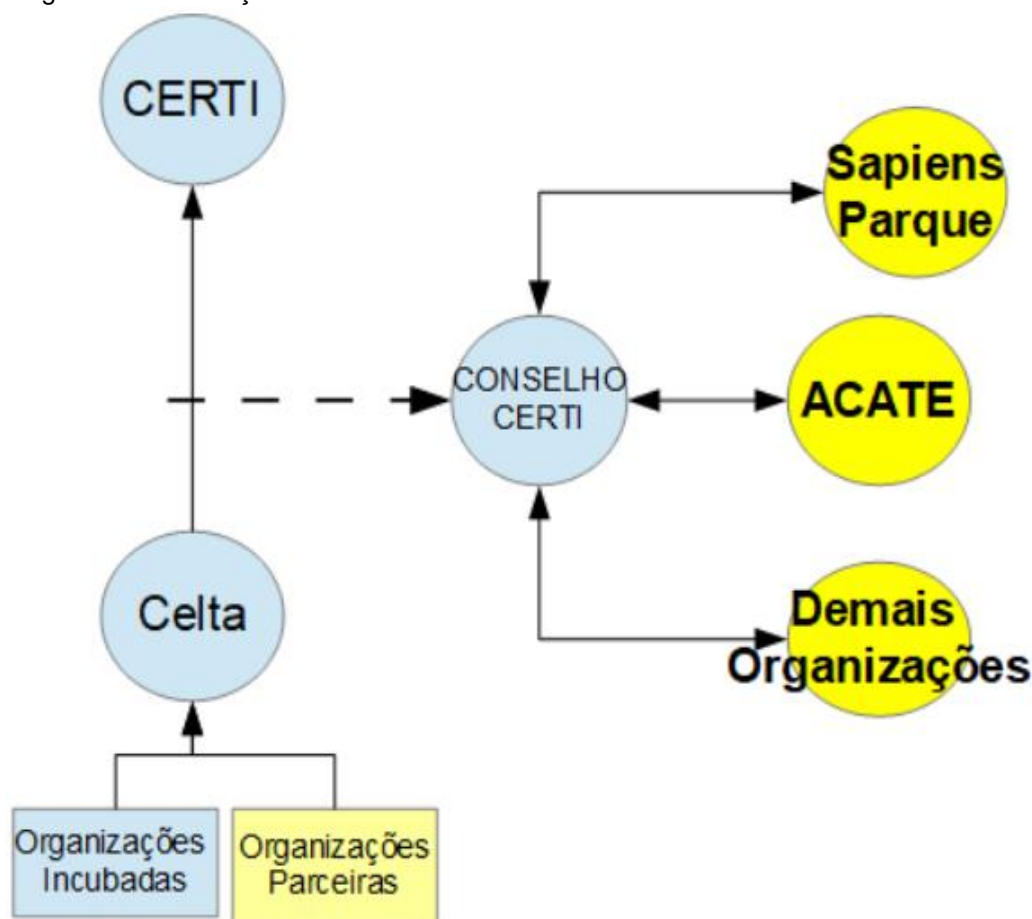 CERTI
Sapiens
Parque
CONSELHO
CERTI
ACATE
Celta
Demais
Organizações
Organizações
Incubadas
Organizações
Parceiras